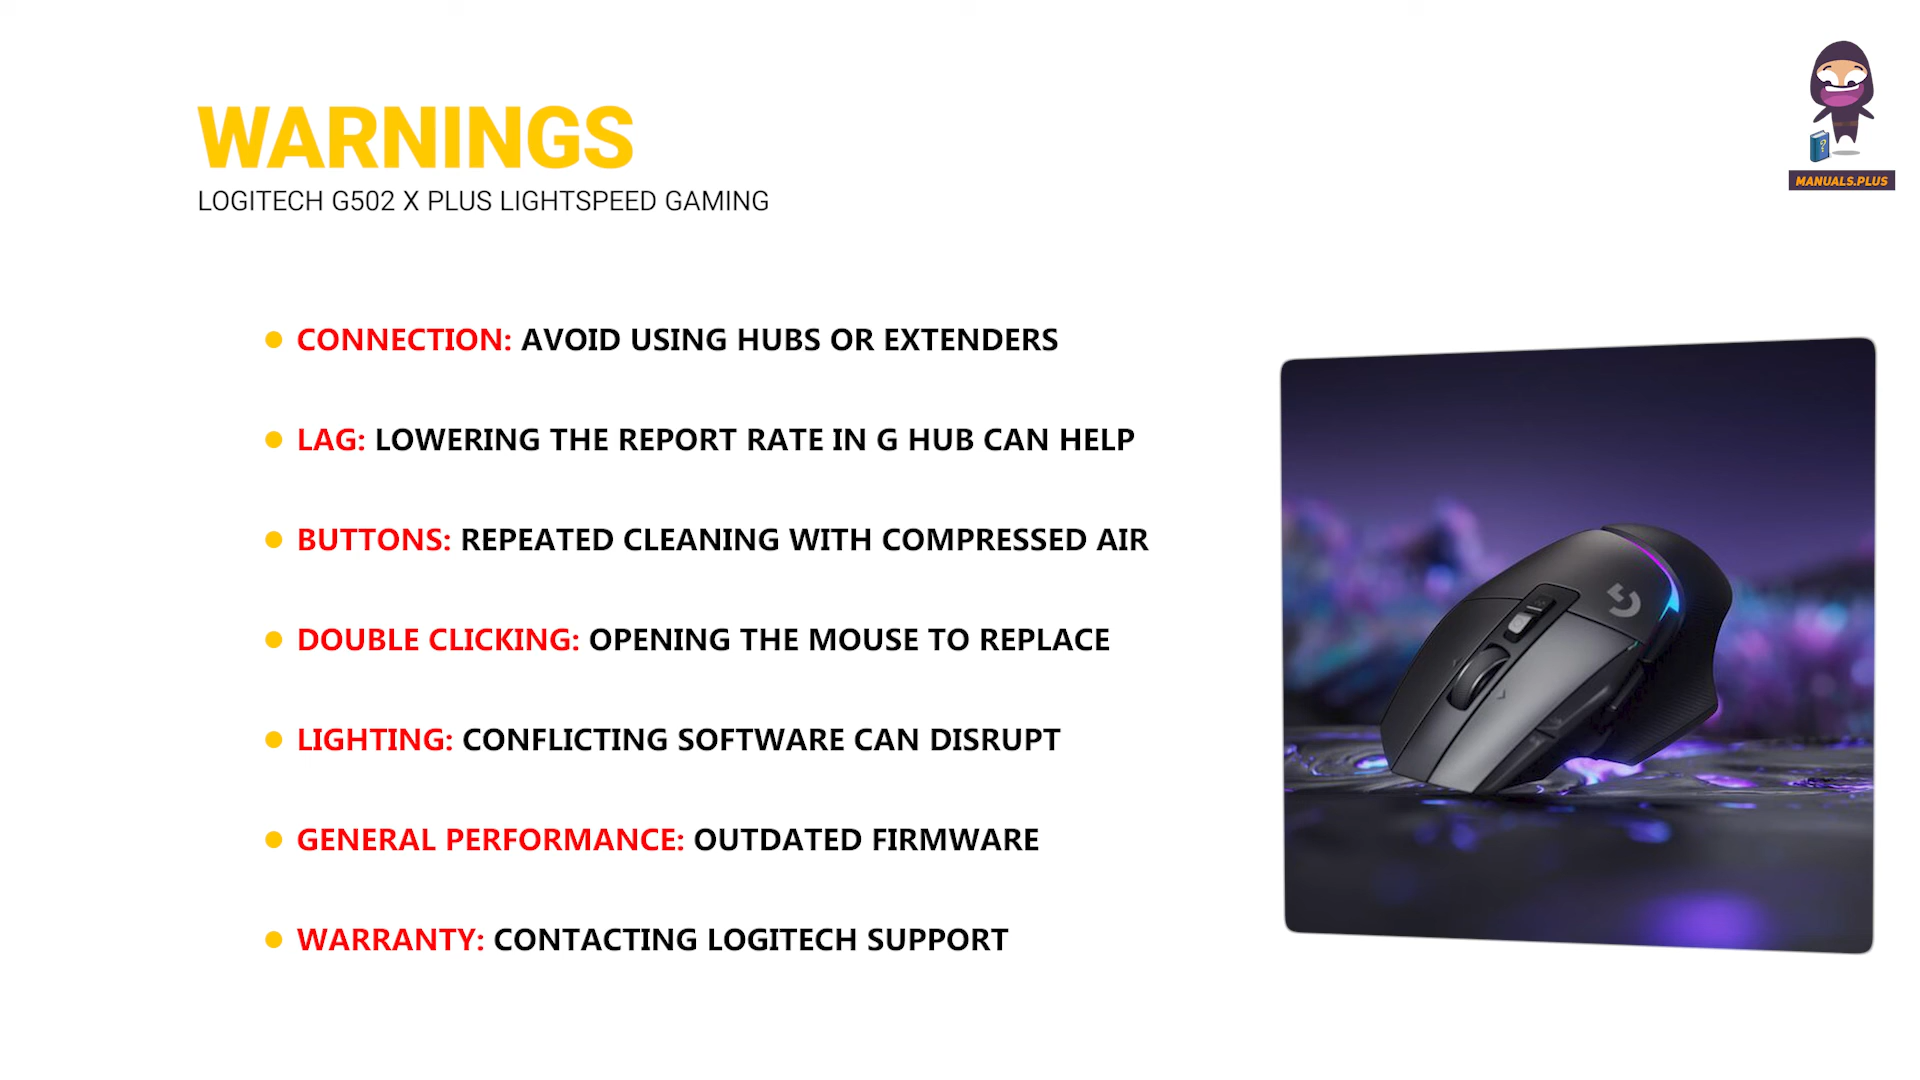 WARNINGS
LOGITECH G502 X PLUS LIGHTSPEED GAMING
MANUALS.PLUS
CONNECTION: AVOID USING HUBS OR EXTENDERS
LAG: LOWERING THE REPORT RATE IN G HUB CAN HELP
BUTTONS: REPEATED CLEANING WITH COMPRESSED AIR
DOUBLE CLICKING: OPENING THE MOUSE TO REPLACE
LIGHTING: CONFLICTING SOFTWARE CAN DISRUPT
GENERAL PERFORMANCE: OUTDATED FIRMWARE
WARRANTY: CONTACTING LOGITECH SUPPORT